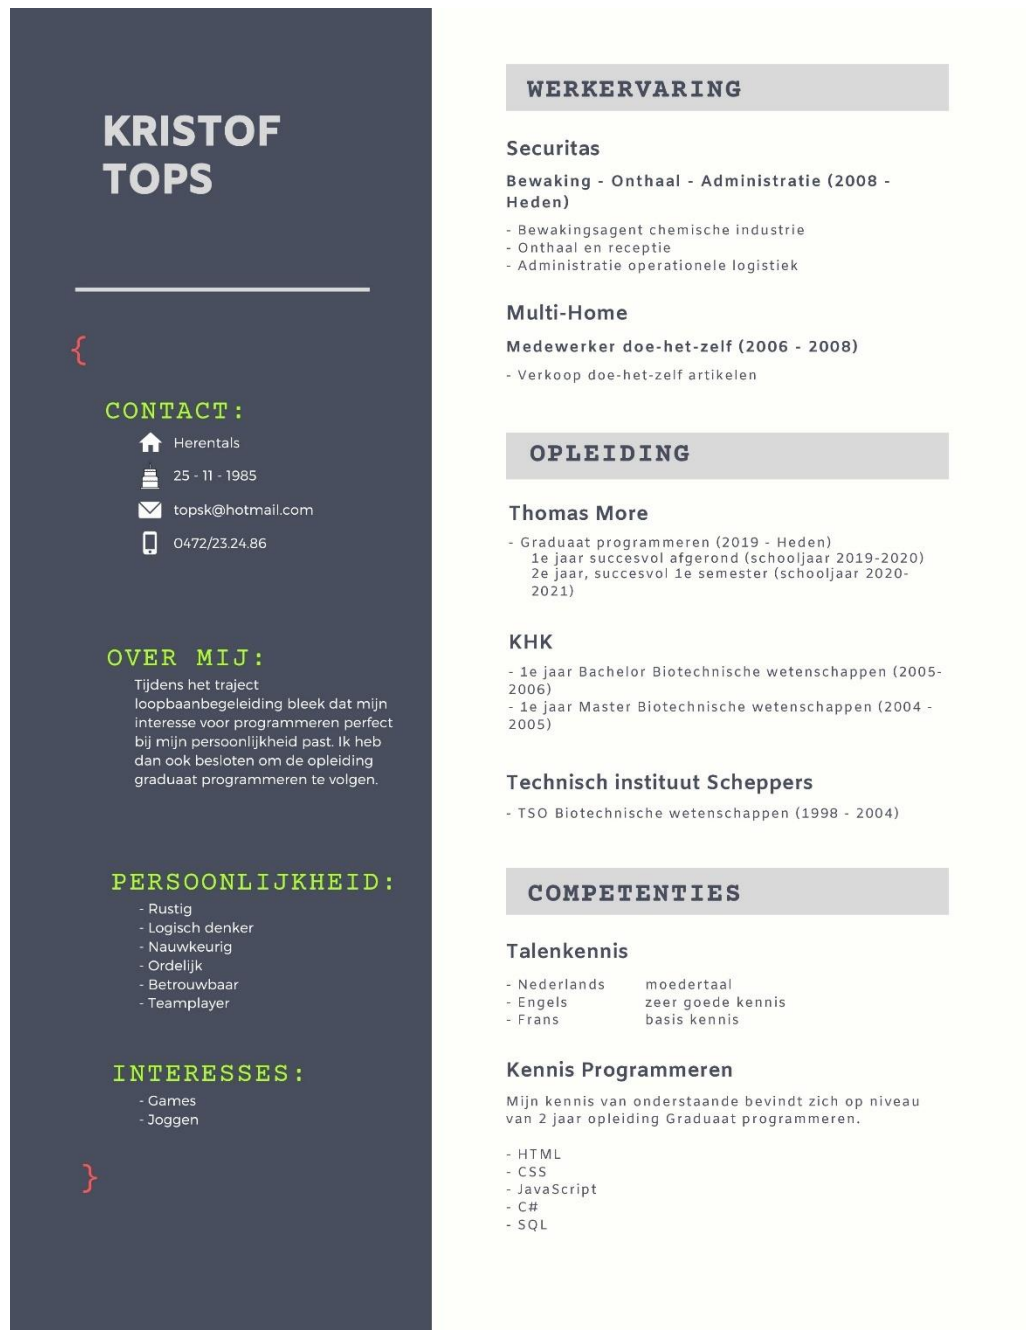 KRISTOF
TOPS
{
CONTACT:
Herentals
25 - 11 - 1985
topsk@hotmail.com
0472/23.24.86
OVER MIJ:
Tijdens het traject
loopbaanbegeleiding bleek dat mijn
interesse voor programmeren perfect
bij mijn persoonlijkheid past. Ik heb
dan ook besloten om de opleiding
graduaat programmeren te volgen.
PERSOONLIJKHEID:
- Rustig
- Logisch denker
- Nauwkeurig
- Ordelijk
- Betrouwbaar
- Teamplayer
INTERESSES:
- Games
- Joggen
}
WERKERVARING
Securitas
Bewaking - Onthaal - Administratie (2008 -
Heden)
- Bewakingsagent chemische industrie
- Onthaal en receptie
- Administratie operationele logistiek
Multi-Home
Medewerker doe-het-zelf (2006 - 2008)
- Verkoop doe-het-zelf artikelen
OPLEIDING
Thomas More
- Graduaat programmeren (2019 - Heden)
1e jaar succesvol afgerond (schooljaar 2019-2020)
2e jaar, succesvol 1e semester (schooljaar 2020-
2021)
KHK
- 1e jaar Bachelor Biotechnische wetenschappen (2005-
2006)
- 1e jaar Master Biotechnische wetenschappen (2004 -
2005)
Technisch instituut Scheppers
- TSO Biotechnische wetenschappen (1998 - 2004)
COMPETENTIES
Talenkennis
- Nederlands moedertaal
- Engels zeer goede kennis
- Frans basis kennis
Kennis Programmeren
Mijn kennis van onderstaande bevindt zich op niveau
van 2 jaar opleiding Graduaat programmeren.
- HTML
- CSS
- JavaScript
- C#
- SQL